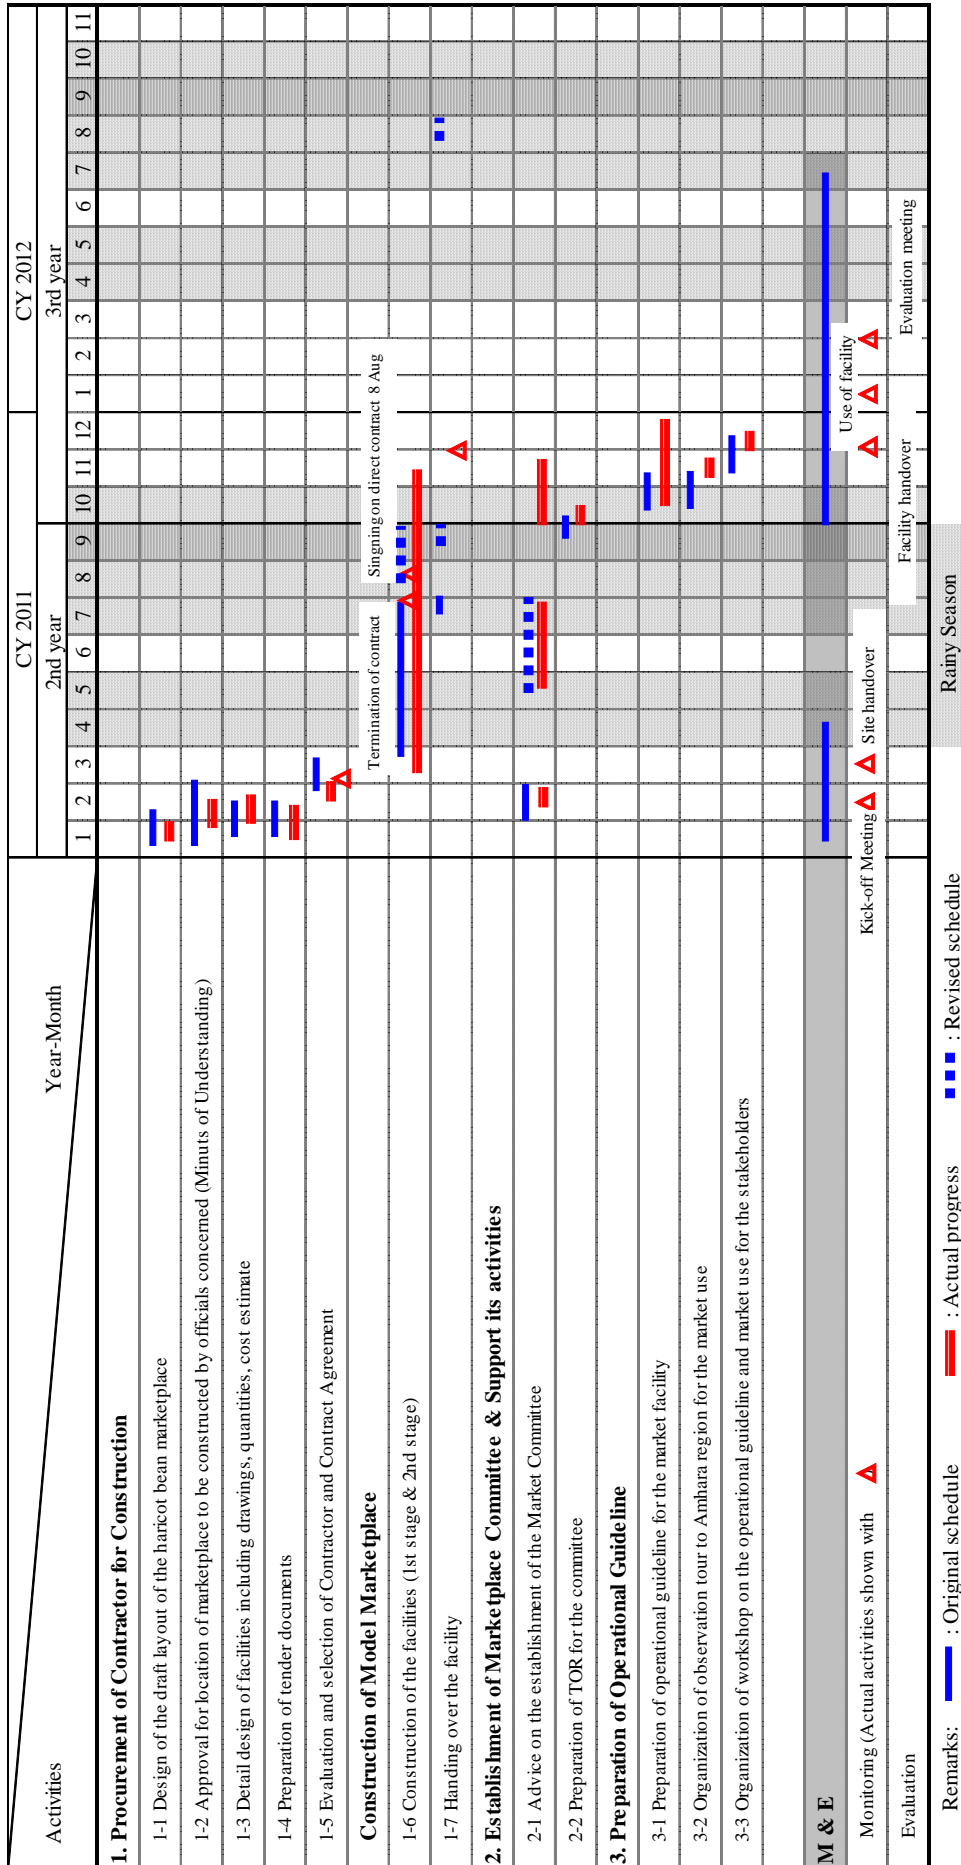 Activities
Year-Month
CY 2011
CY 2012
2nd year
3rd year
1 2 3 4 5 6 7 8 9 10 11 12 1 2 3 4 5 6 7 8 9 10 11
1. Procurement of Contractor for Construction
1-1 Design of the draft layout of the haricot bean marketplace
1-2 Approval for location of marketplace to be constructed by officials concerned (Minuts of Understanding)
1-3 Detail design of facilities including drawings, quantities, cost estimate
1-4 Preparation of tender documents
1-5 Evaluation and selection of Contractor and Contract Agreement
Construction of Model Marketplace
Termination of contract
Singning on direct contact 8 Aug
1-6 Construction of the facilities (1st stage & 2nd stage)
1-7 Handing over the facility
2. Establishment of Marketplace Committee & Support its activities
2-1 Advice on the establishment of the Market Committee
2-2 Preparation of TOR for the committee
3. Preparation of Operational Guideline
3-1 Preparation of operational guideline for the market facility
3-2 Organization of observation tour to Amhara region for the market use
3-3 Organization of workshop on the operational guideline and market use for the stakeholders
M & E
Use of facility
Monitoring (Actual activities shown with
Kick-off Meeting
Site handover
Evaluation
Facility handover
Evaluation meeting
Remarks:
: Original schedule
: Actual progress
: Revised schedule
Rainy Season